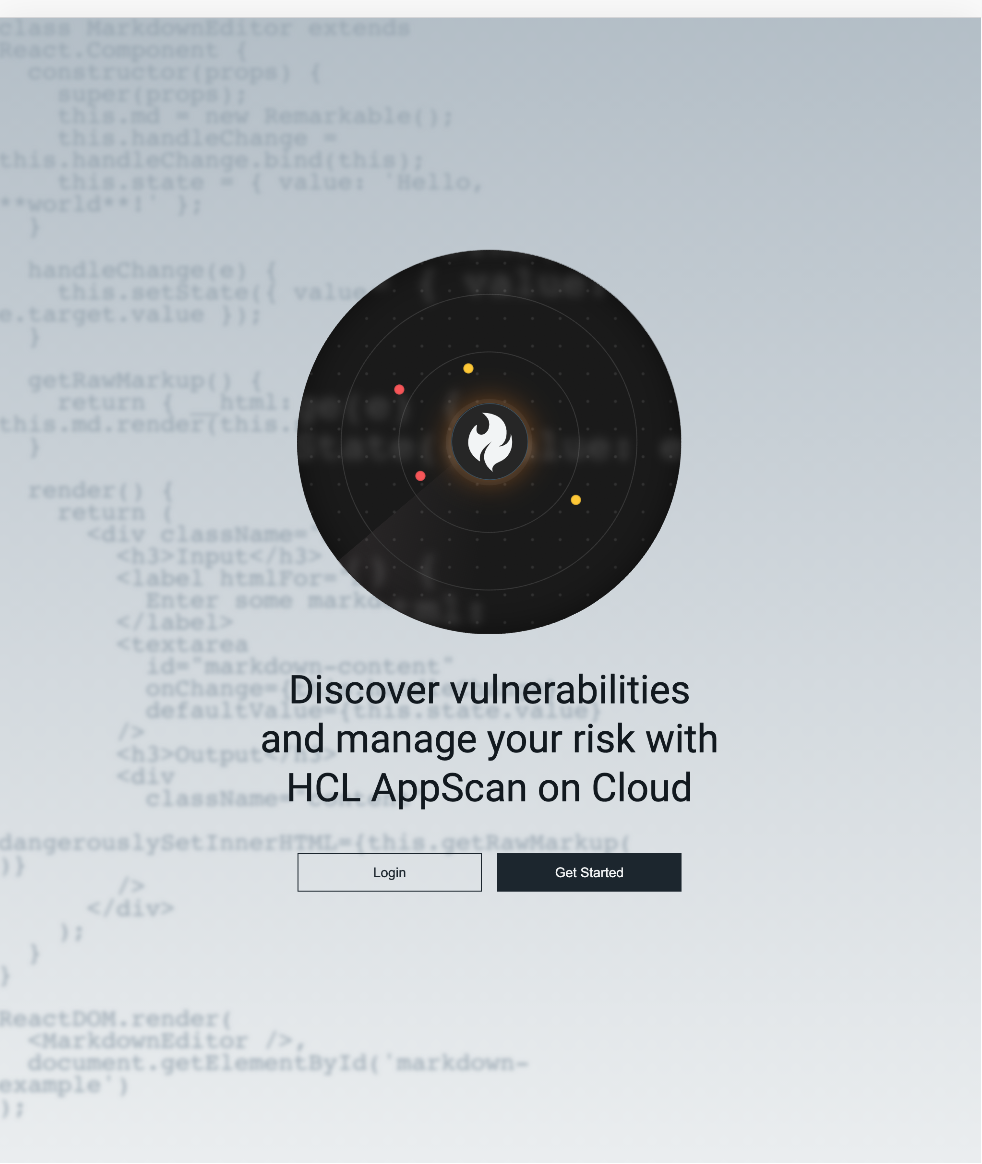 class MarkdownEditor extends
React.Component {
constructor(props) {
super(props);
this.md = new Remarkable();
this.handleChange =
this.handleChange.bind(this);
this.state = { value: 'Hello,
**world**!' };
}
handleChange(e) {
this.setState({ value
e.target.value });
}
getRawMarkup() {
return { __html:
this.md.render(this.
}
render() {
return (
<div className=
<h3>Input</h3>
<label htmlFor=
Enter some
</label>
<textarea
id="markdown-content"
onChange={
defaultValue={this.state.value}
/>
<h3>Output</h3>
<div
className=
dangerouslySetInnerHTML={this.getRawMarkup(
)}
/>
</div>
);
}
}
ReactDOM.render(
<MarkdownEditor />,
document.getElementById('markdown-
example')
);
{ value:
Discover vulnerabilities
and manage your risk with
HCL AppScan on Cloud
Login
Get Started